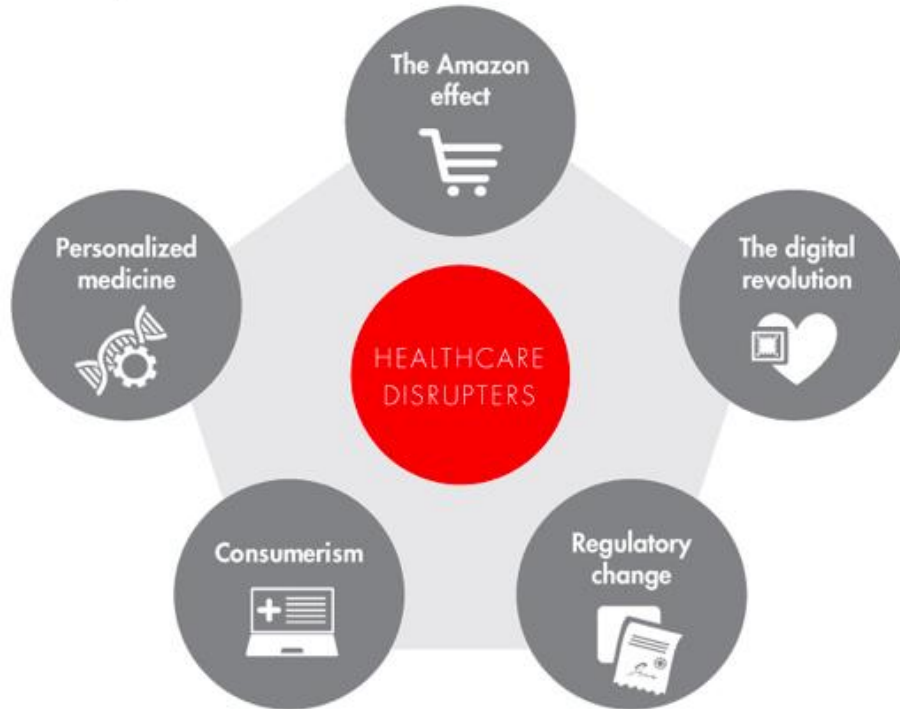 The Amazon
effect
Personalized
medicine
The digital
revolution
HEALTHCARE
DISRUPTERS
Consumerism
Regulatory
change